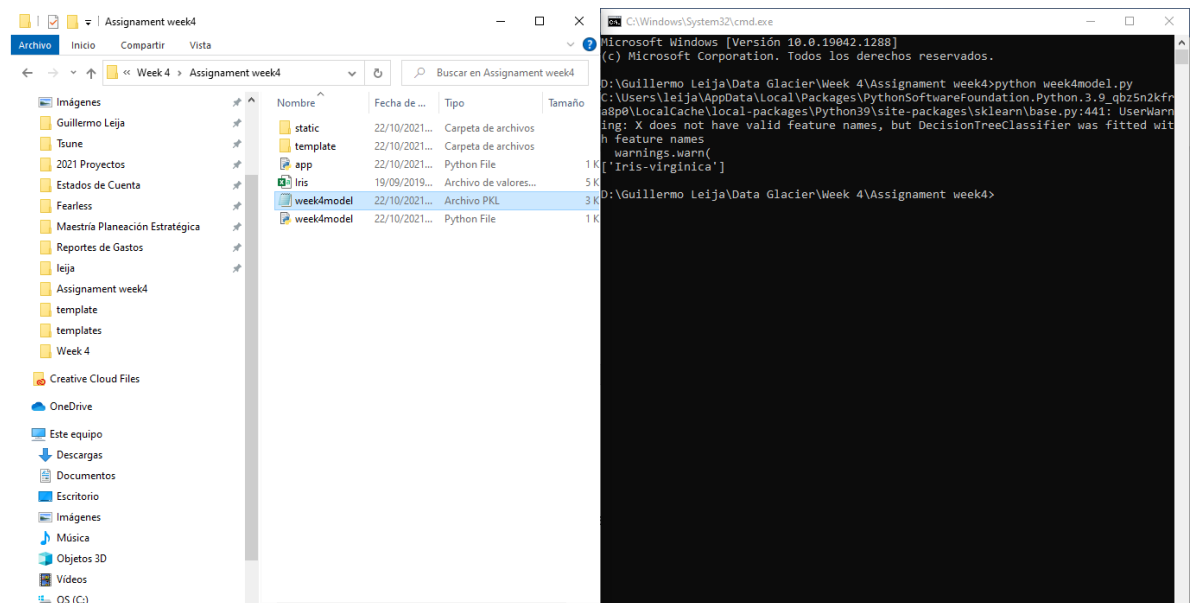 Assignament week4
Archivo Inicio Compartir Vista
« Week 4 > Assignament week4 Buscar en Assignament week4
Imágenes
Guillermo Leija
Tsune
2021 Proyectos
Estados de Cuenta
Fearless
Maestría Planeación Estratégica
Reportes de Gastos
leija
Assignament week4
template
templates
Week 4
Creative Cloud Files
OneDrive
Este equipo
Descargas
Documentos
Escritorio
Imágenes
Música
Objetos 3D
Vídeos
OS (C:)
Nombre Fecha de ... Tipo Tamaño
static 22/10/2021... Carpeta de archivos
template 22/10/2021... Carpeta de archivos
app 22/10/2021... Python File 1 K
Iris 19/09/2019... Archivo de valores... 5 K
week4model 22/10/2021... Archivo PKL 3 K
week4model 22/10/2021... Python File 1 K
C:\Windows\System32\cmd.exe
Microsoft Windows [Versión 10.0.19042.1288]
(c) Microsoft Corporation. Todos los derechos reservados.
D:\Guillermo Leija\Data Glacier\Week 4\Assignament week4>python week4model.py
C:\Users\leija\AppData\Local\Packages\PythonSoftwareFoundation.Python.3.9_qbz5n2kfr
a8p0\LocalCache\local-packages\Python39\site-packages\sklearn\base.py:441: UserWarn
ing: X does not have valid feature names, but DecisionTreeClassifier was fitted wit
h feature names
warnings.warn(
['Iris-virginica']
D:\Guillermo Leija\Data Glacier\Week 4\Assignament week4>